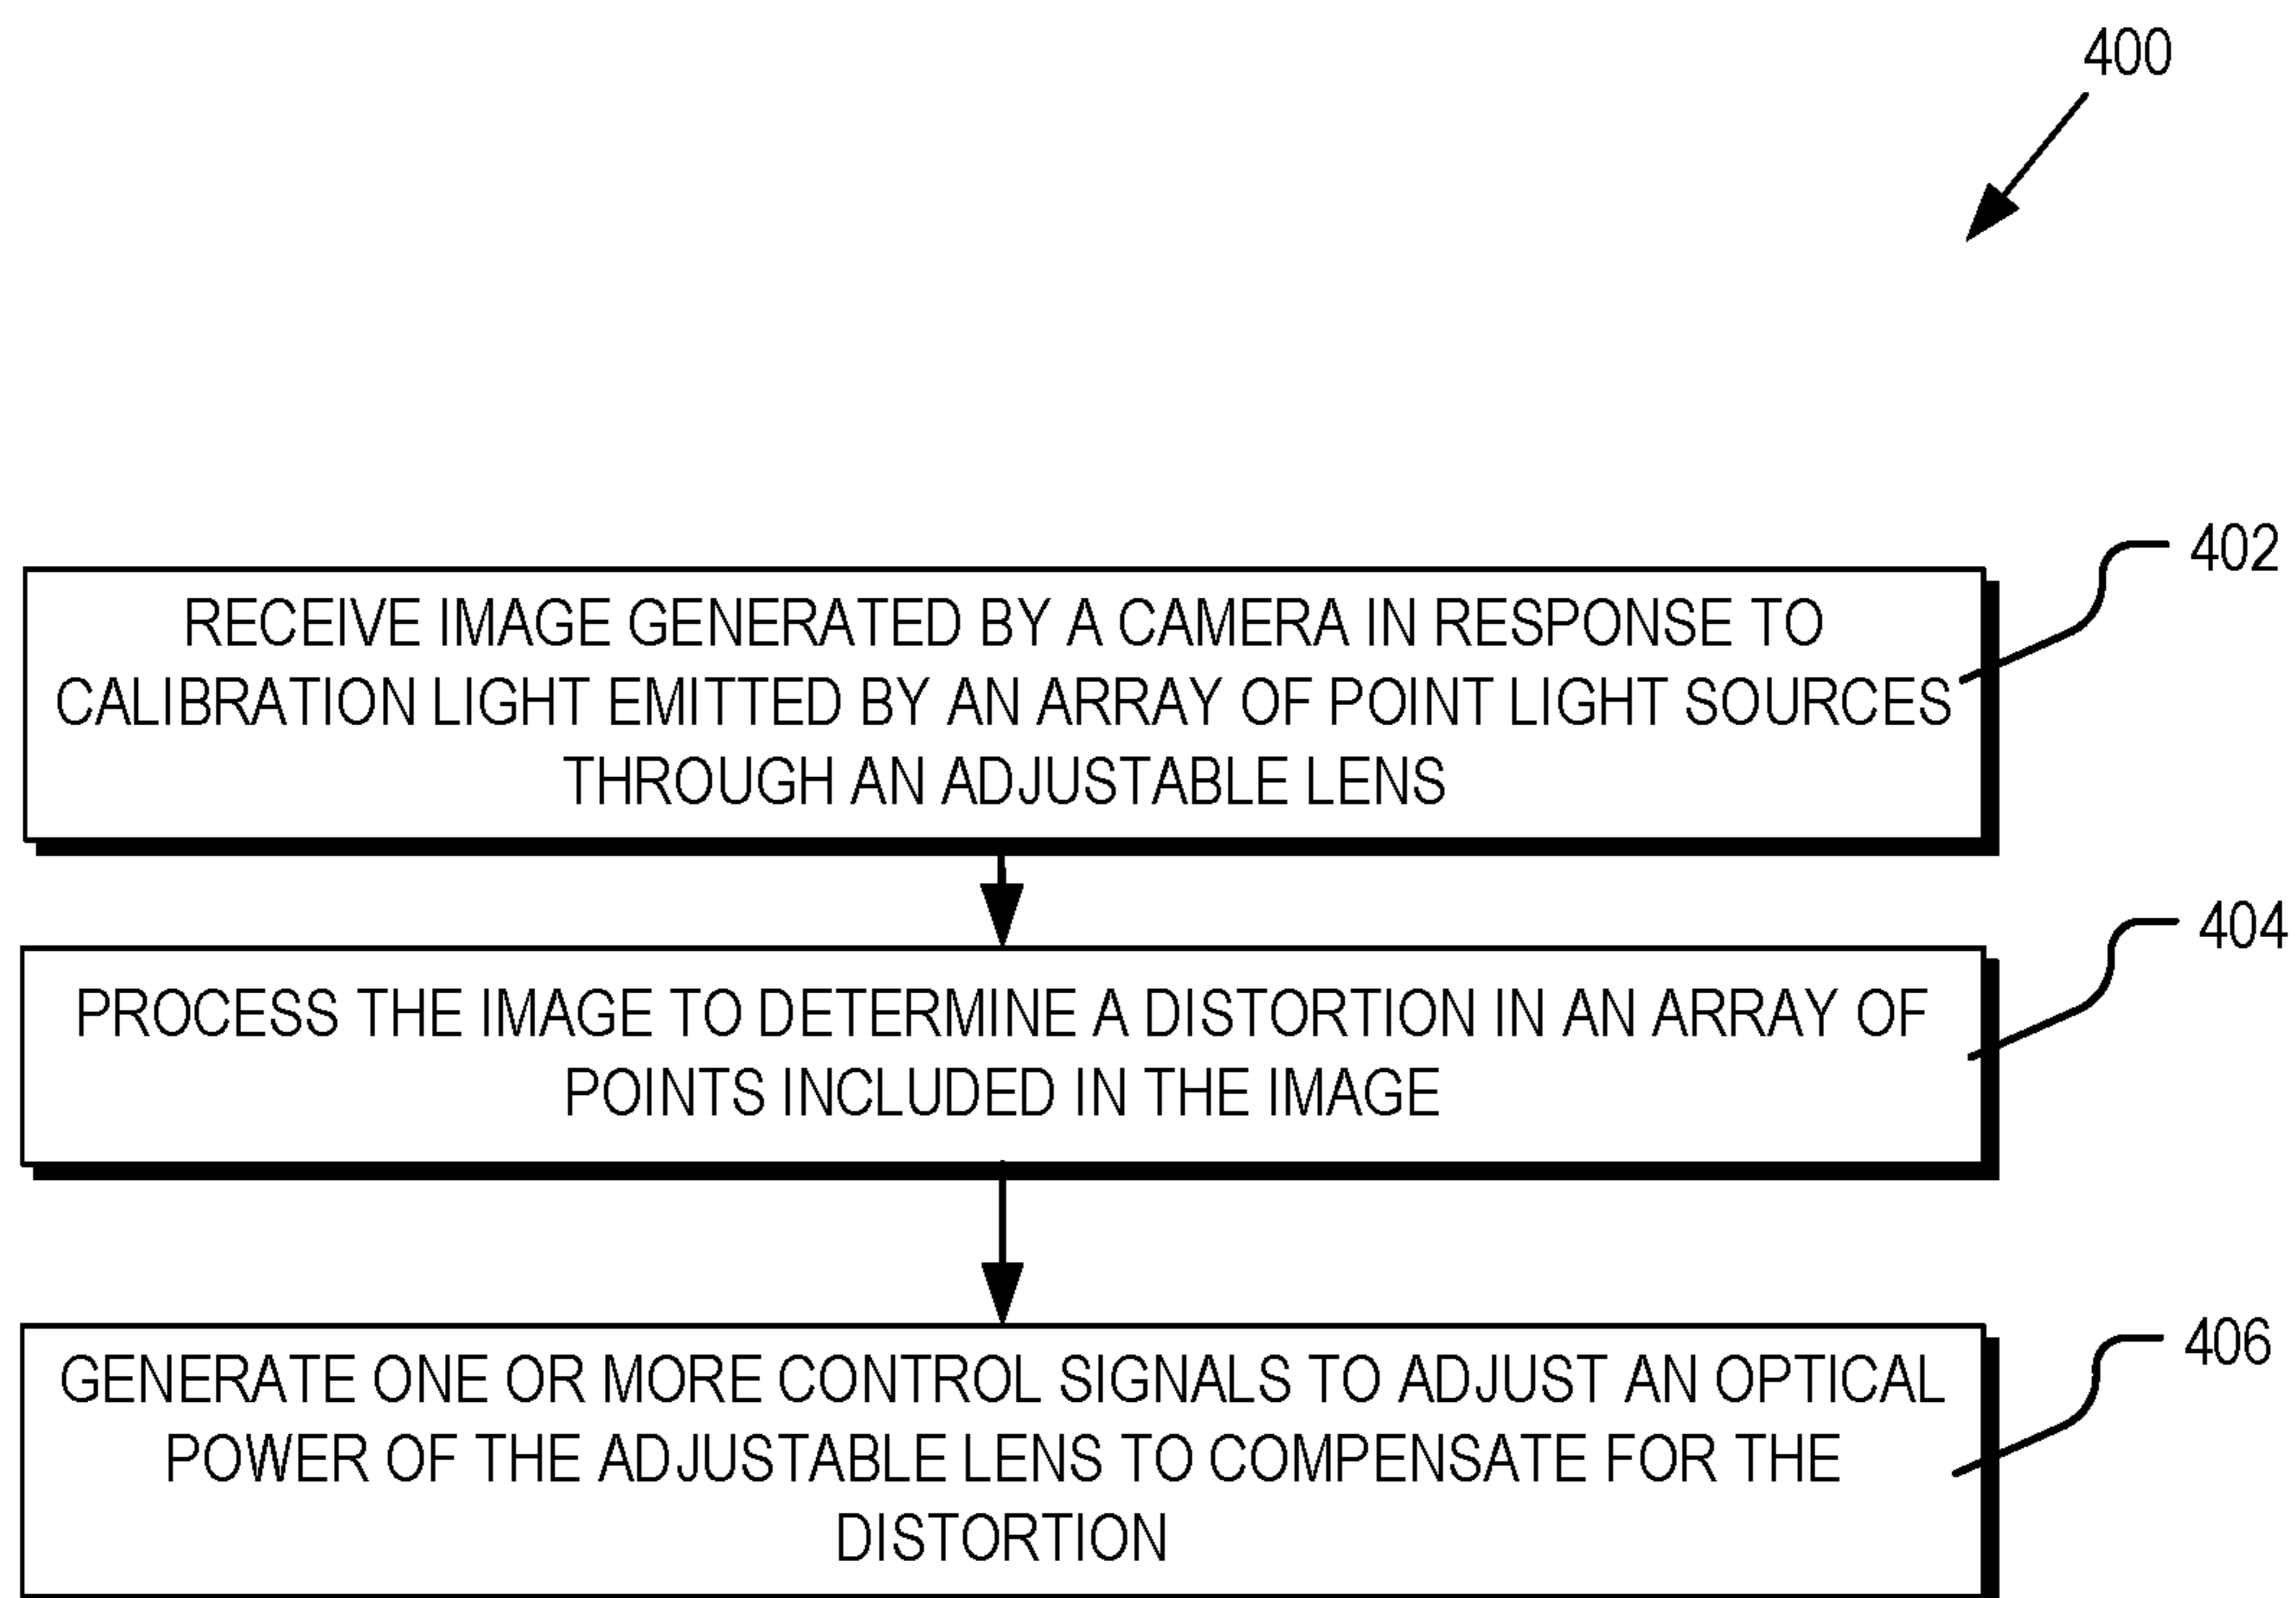 400
402
RECEIVE IMAGE GENERATED BY A CAMERA IN RESPONSE TO
CALIBRATION LIGHT EMITTED BY AN ARRAY OF POINT LIGHT SOURCES
THROUGH AN ADJUSTABLE LENS
404
PROCESS THE IMAGE TO DETERMINE A DISTORTION IN AN ARRAY OF
POINTS INCLUDED IN THE IMAGE
406
GENERATE ONE OR MORE CONTROL SIGNALS TO ADJUST AN OPTICAL
POWER OF THE ADJUSTABLE LENS TO COMPENSATE FOR THE
DISTORTION